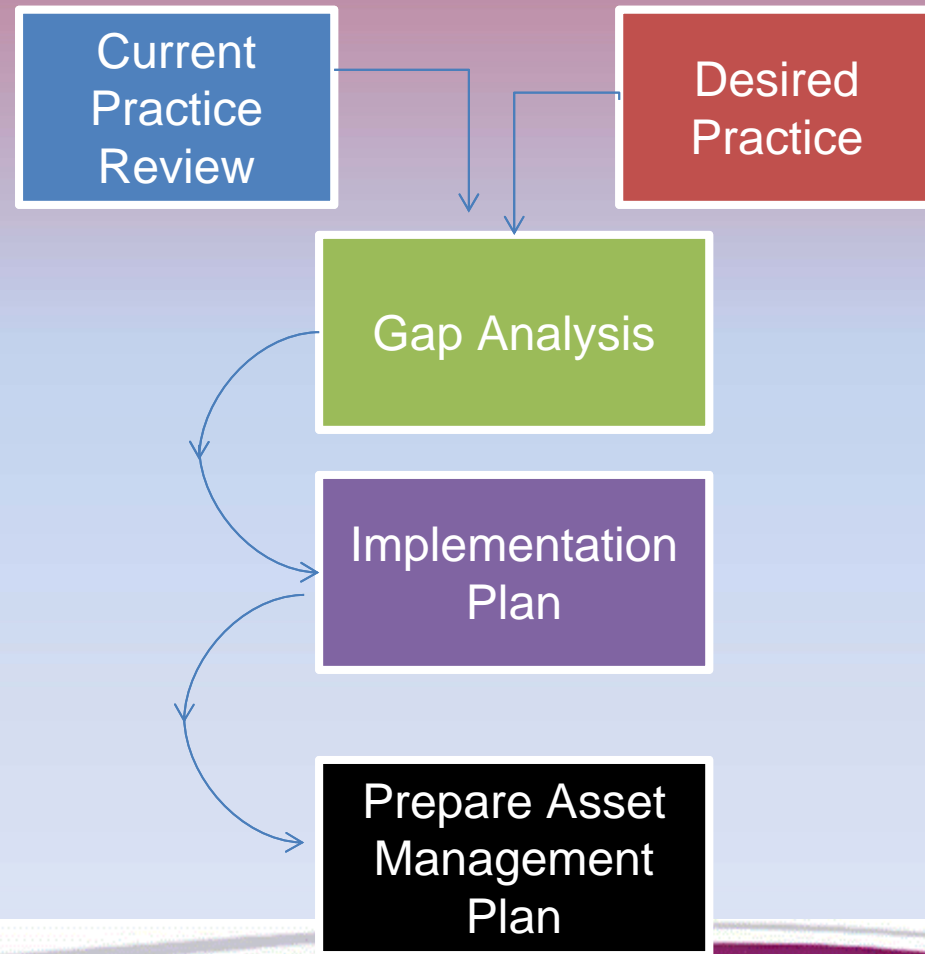 Current
Practice
Review
Desired
Practice
Gap Analysis
Implementation
Plan
Prepare Asset
Management
Plan